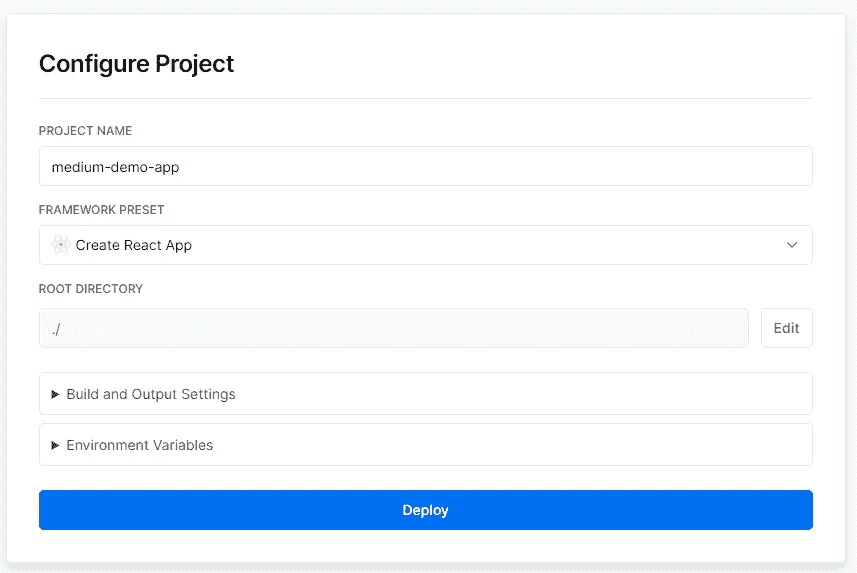 Configure Project
PROJECT NAME
medium-demo-app
FRAMEWORK PRESET
Create React App
ROOT DIRECTORY
./
Edit
Build and Output Settings
Environment Variables
Deploy